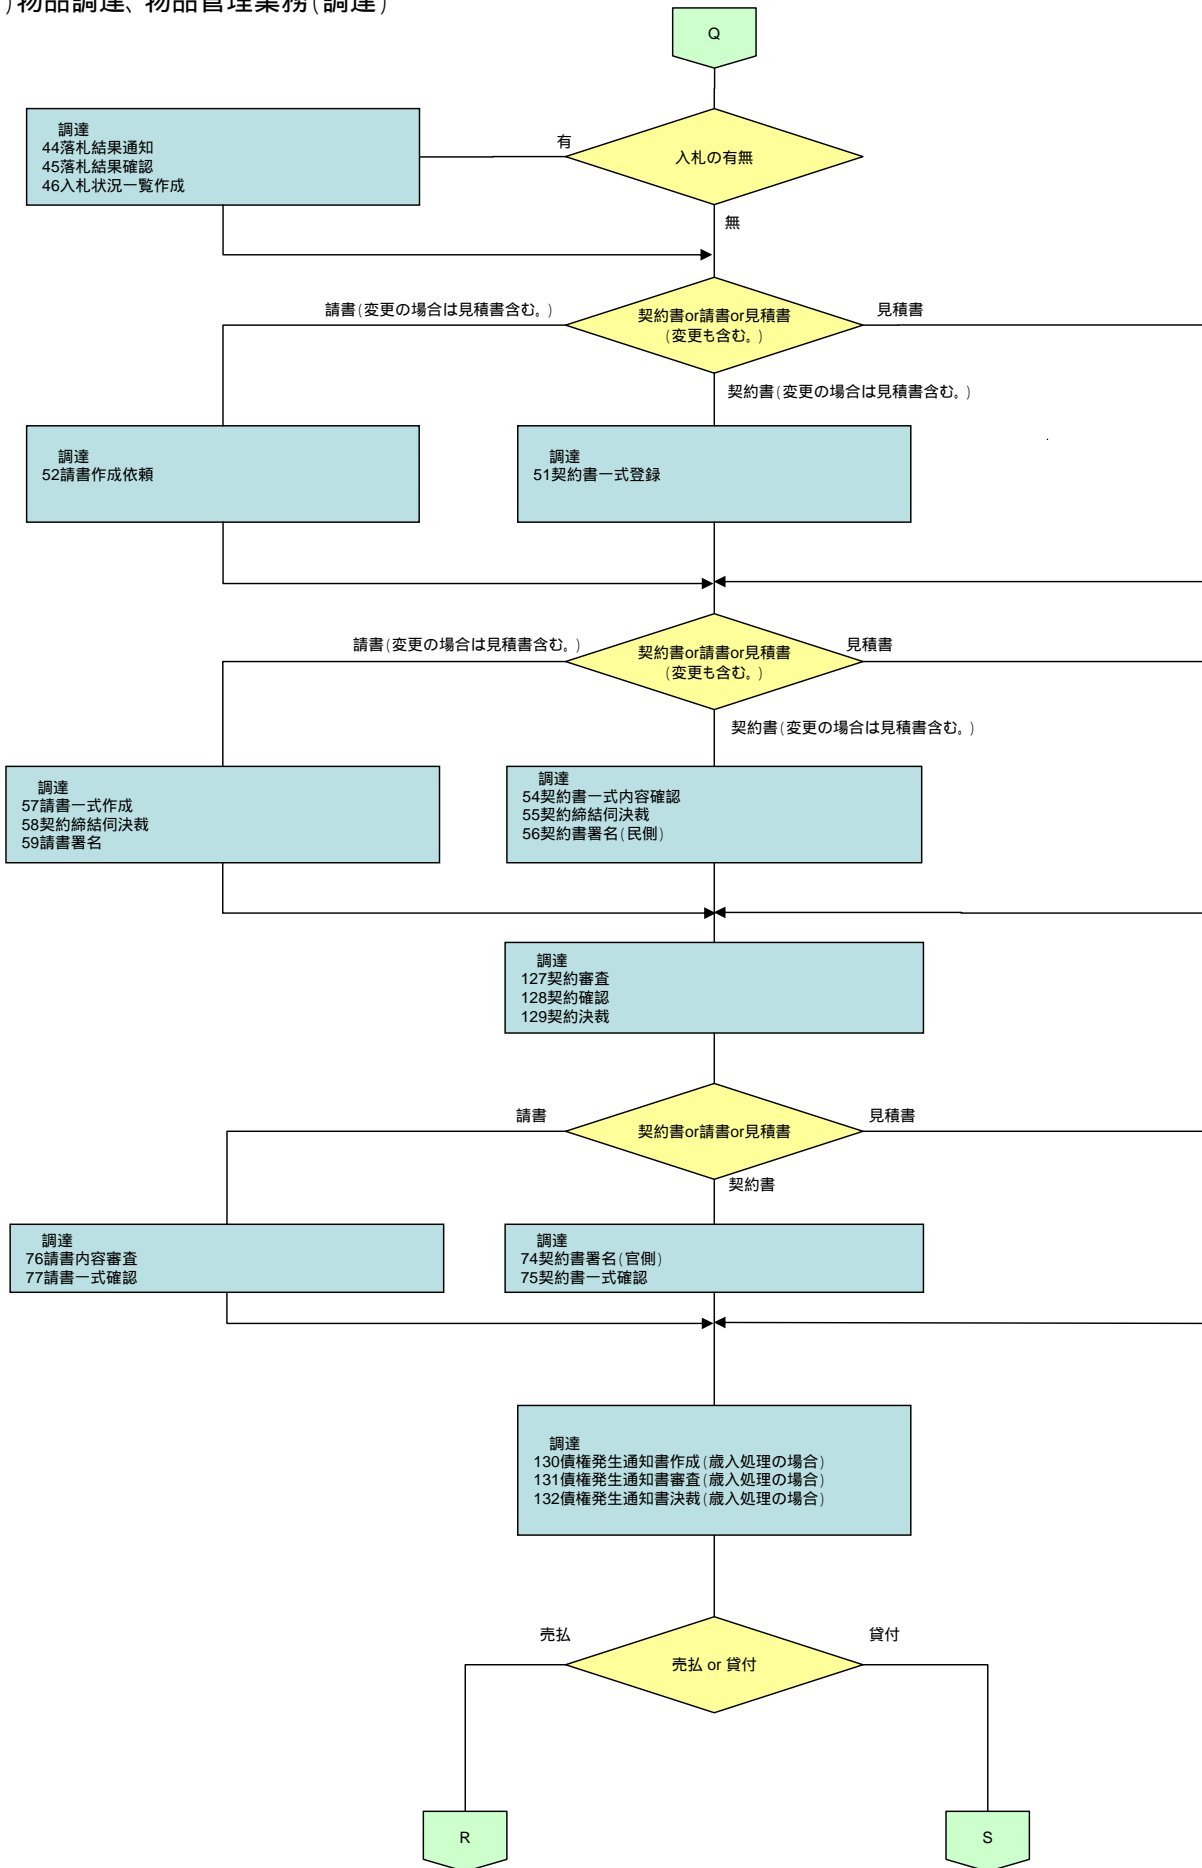 )物品調達、物品管理業務(調達)
Q
調達
44落札結果通知
45落札結果確認
46入札状況一覧作成
有
入札の有無
無
請書(変更の場合は見積書含む。)
契約書or請書or見積書
(変更も含む。)
見積書
契約書(変更の場合は見積書含む。)
調達
52請書作成依頼
調達
51契約書一式登録
請書(変更の場合は見積書含む。)
契約書or請書or見積書
(変更も含む。)
見積書
契約書(変更の場合は見積書含む。)
調達
57請書一式作成
58契約締結伺決裁
59請書署名
調達
54契約書一式内容確認
55契約締結伺決裁
56契約書署名(民側)
調達
127契約審査
128契約確認
129契約決裁
請書
契約書or請書or見積書
見積書
契約書
調達
76請書内容審査
77請書一式確認
調達
74契約書署名(官側)
75契約書一式確認
調達
130債権発生通知書作成(歳入処理の場合)
131債権発生通知書審査(歳入処理の場合)
132債権発生通知書決裁(歳入処理の場合)
売払
売払 or 貸付
貸付
R
S